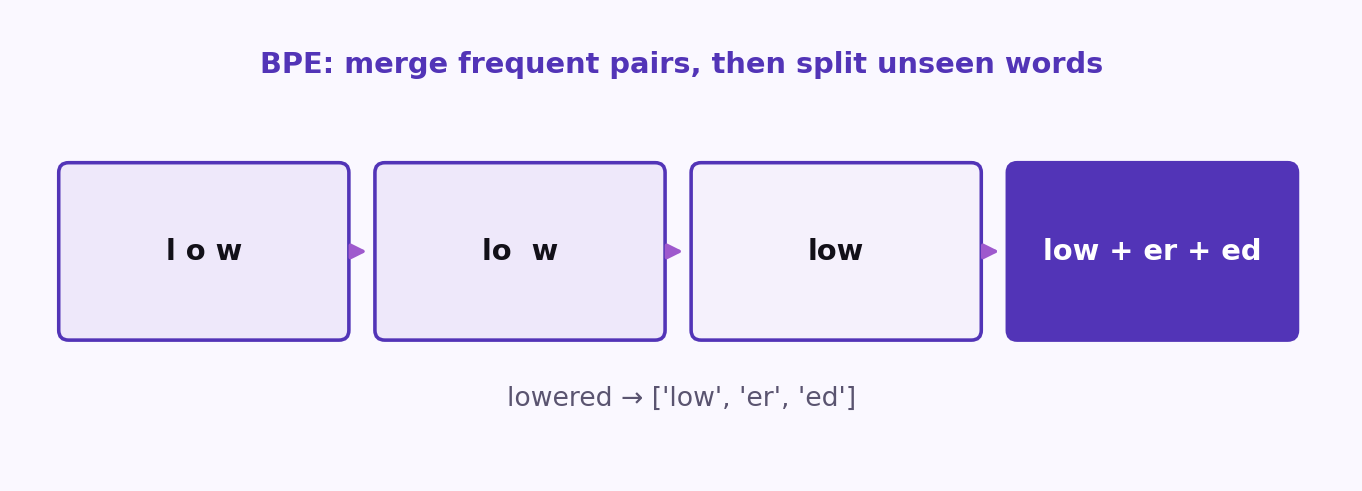 BPE: merge frequent pairs, then split unseen words
l o w
lo  w
low
low + er + ed
lowered → ['low', 'er', 'ed']